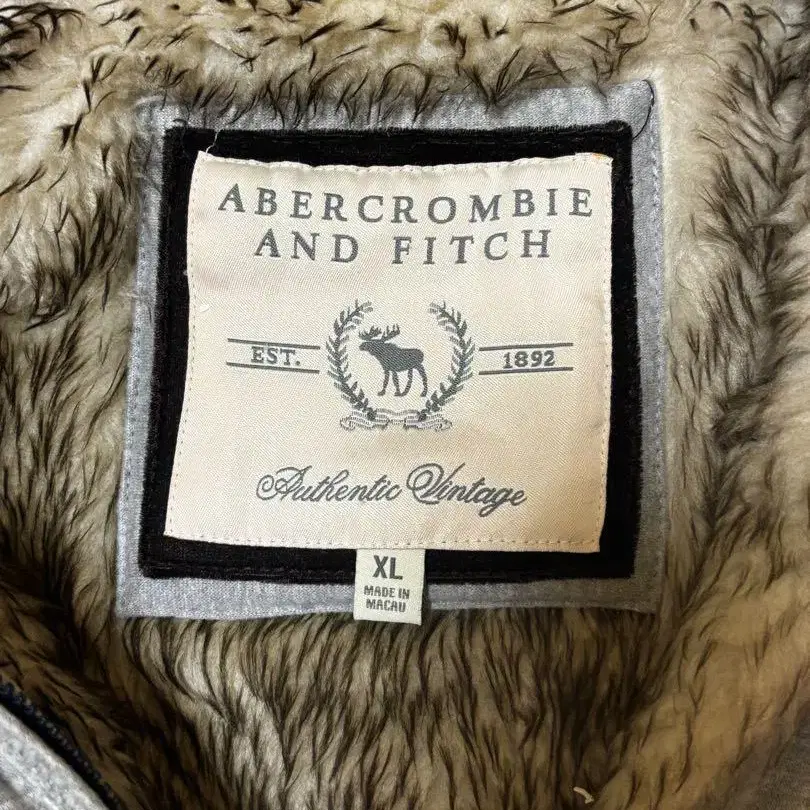 ABERCROMBIE
AND FITCH
EST. 1892
Authentic Vintage
XL
MADE IN
MACAU